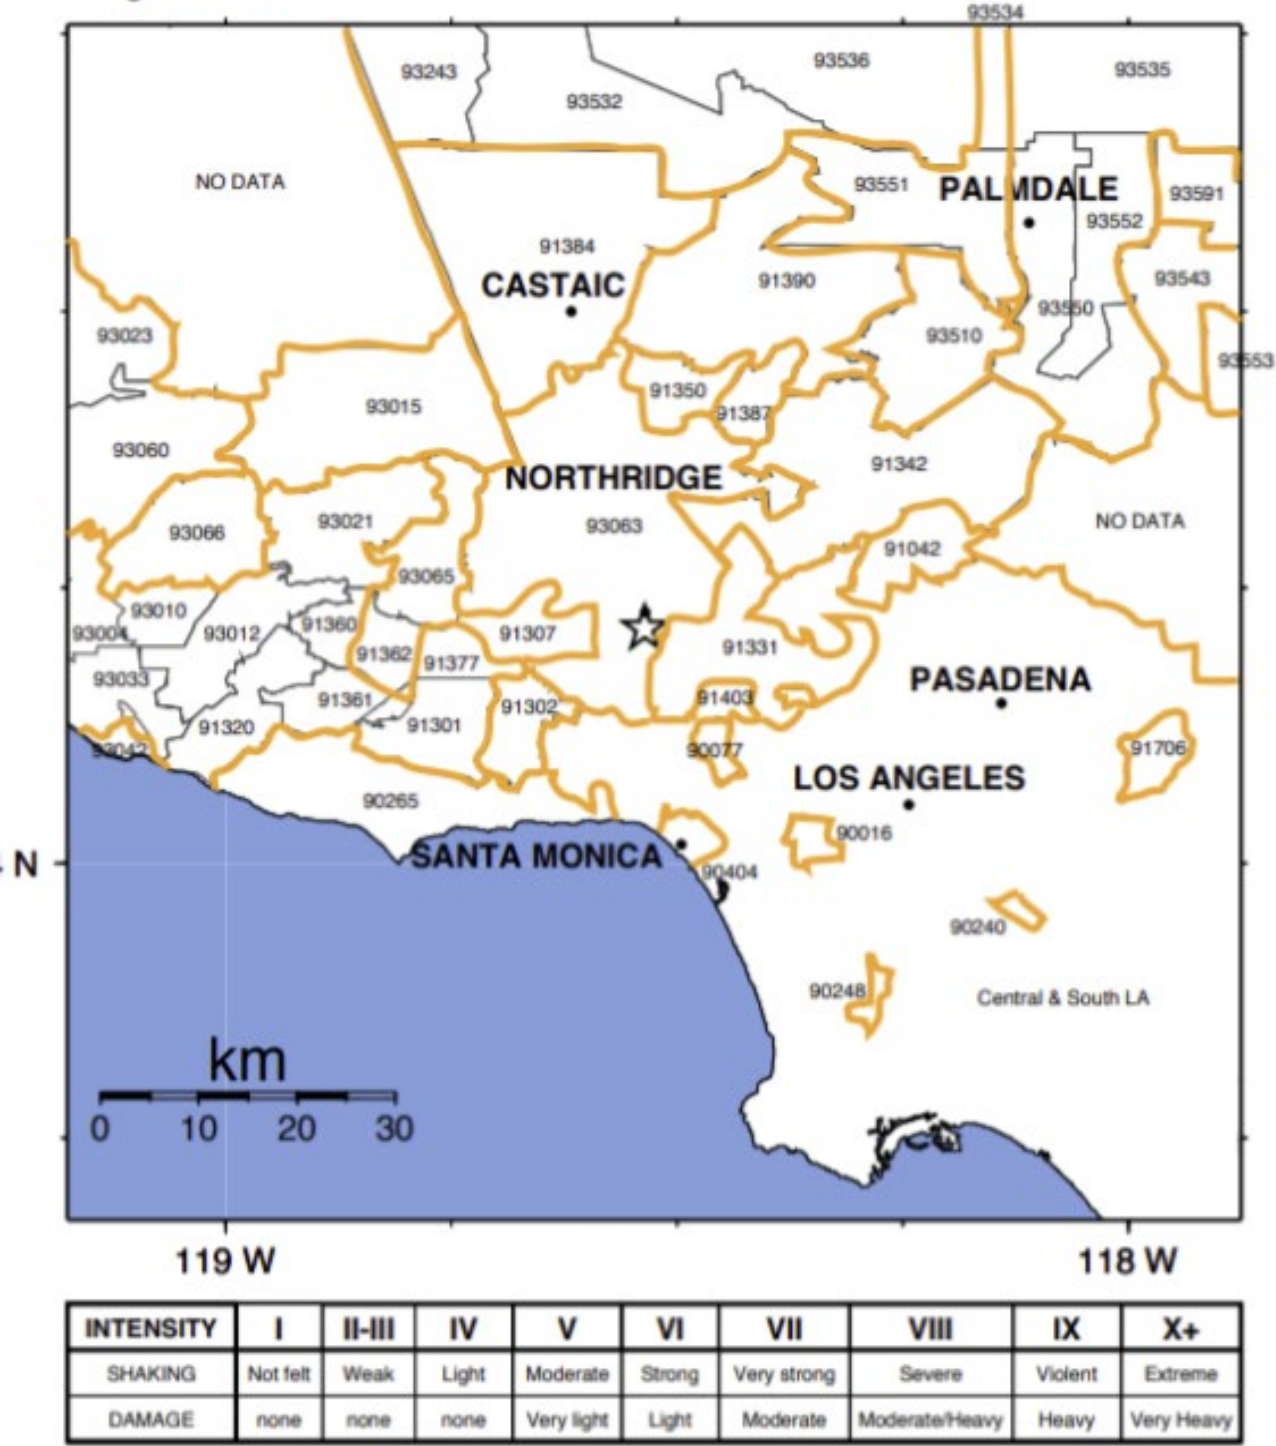 93534
93243
93532
93536
93535
NO DATA
93551
PALMDALE
93591
93552
91384
CASTAIC
91390
93543
93023
93550
93510
93553
93015
91350
91387
93060
NORTHRIDGE
91342
93066
93021
93063
NO DATA
91042
93065
93010
93004
93012
91360
91307
91331
91362
91377
93033
PASADENA
91361
91302
91403
91320
91301
93042
90077
91706
LOS ANGELES
90265
90016
SANTA MONICA
N
90404
90240
90248
Central & South LA
km
0 10 20 30
119 W 118 W
INTENSITY I II-III IV V VI VII VIII IX X+
SHAKING Not felt Weak Light Moderate Strong Very strong Severe Violent Extreme
DAMAGE none none none Very light Light Moderate Moderate/Heavy Heavy Very Heavy